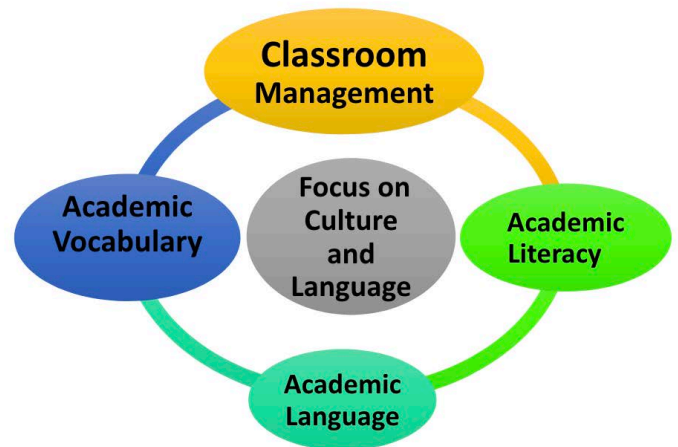 Classroom
Management
Academic
Vocabulary
Focus on
Culture
and
Language
Academic
Literacy
Academic
Language